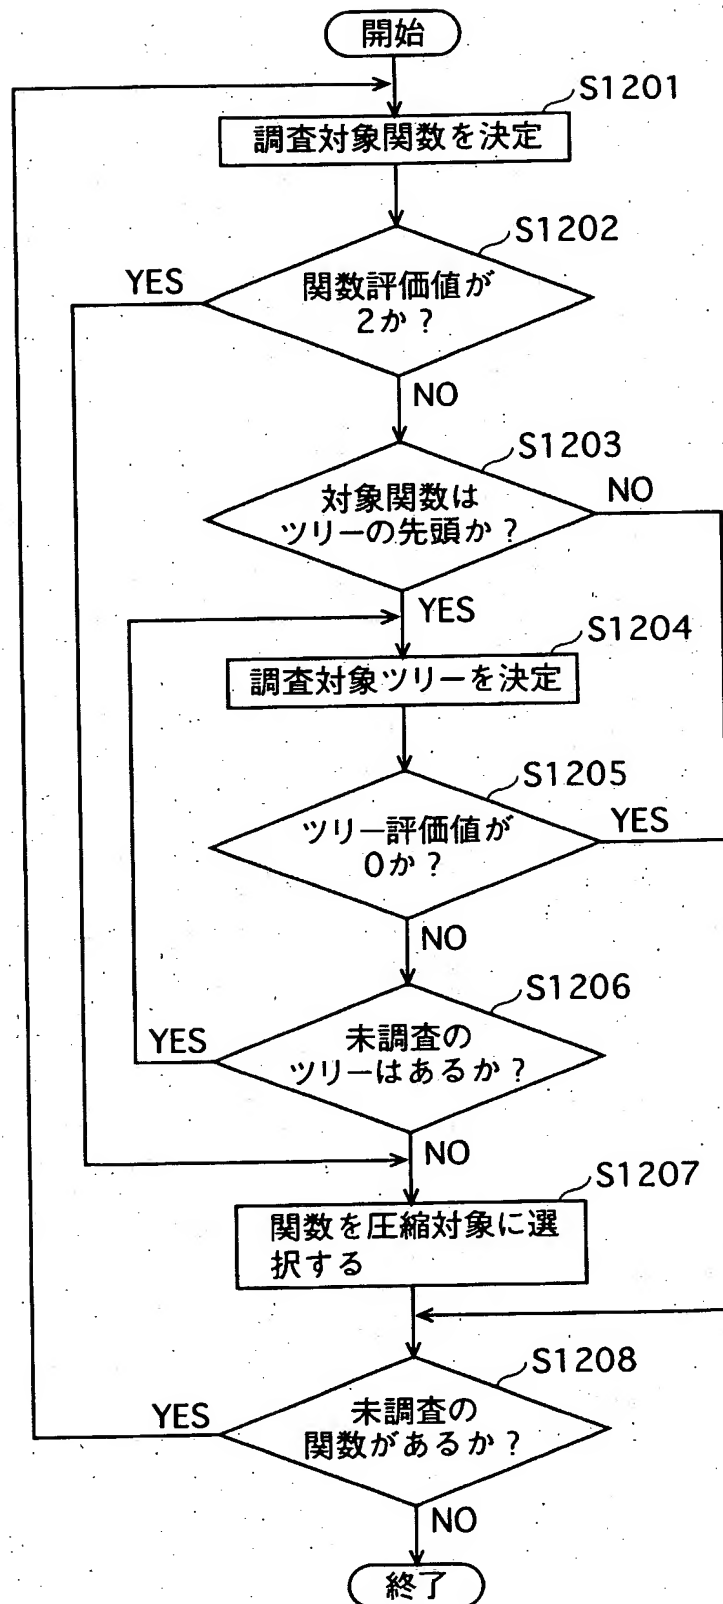 開始
S1201
調査対象関数を決定
S1202
YES
関数評価値が
2か？
NO
S1203
対象関数は
ツリーの先頭か？
NO
YES
S1204
調査対象ツリーを決定
S1205
ツリー評価値が
0か？
YES
NO
S1206
未調査の
ツリーはあるか？
YES
NO
S1207
関数を圧縮対象に選
択する
S1208
未調査の
関数があるか？
YES
NO
終了